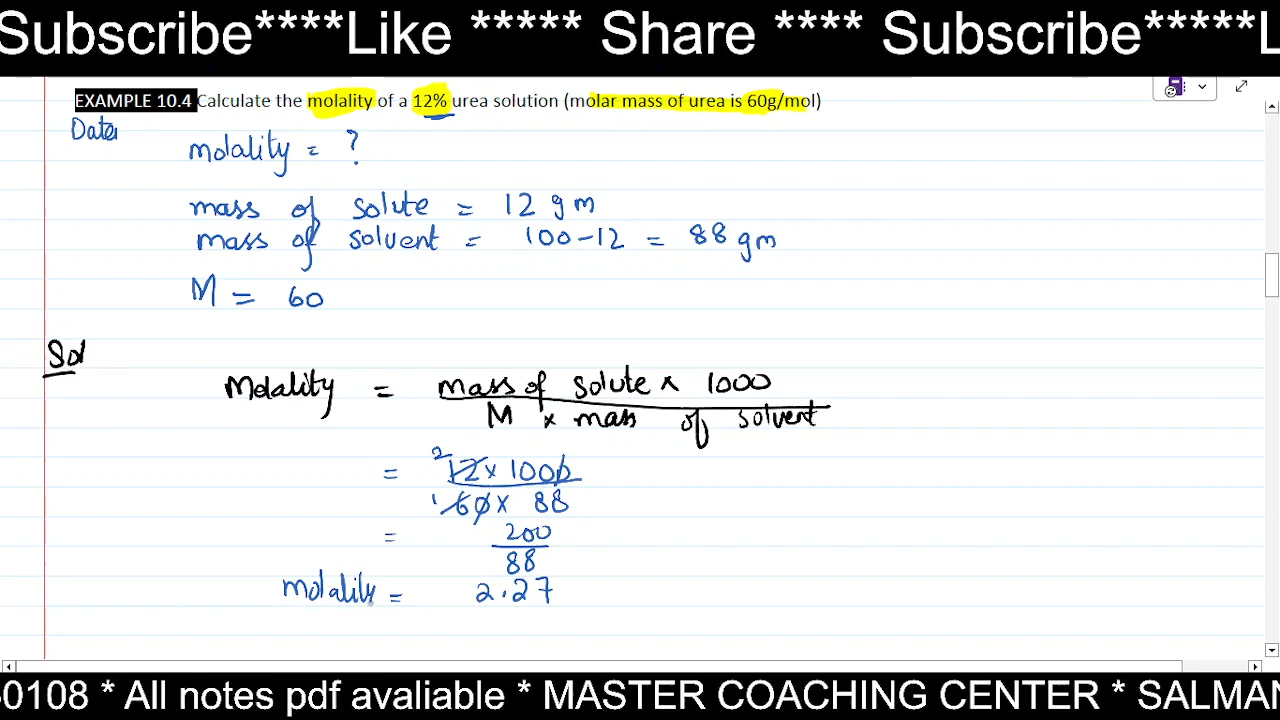 Subscribe****Like ***** Share **** Subscribe*****L
EXAMPLE 10.4 Calculate the molality of a 12% urea solution (molar mass of urea is 60g/mol)
Data
molality = ?
mass of solute = 12 gm
mass of solvent = 100-12 = 88 gm
M = 60
Sol
Molality = mass of solute x 1000
M x mass of solvent
= 2 12 x 1000
1 60 x 88
= 200
88
molality = 2.27
0108 * All notes pdf avaliable * MASTER COACHING CENTER * SALMAN